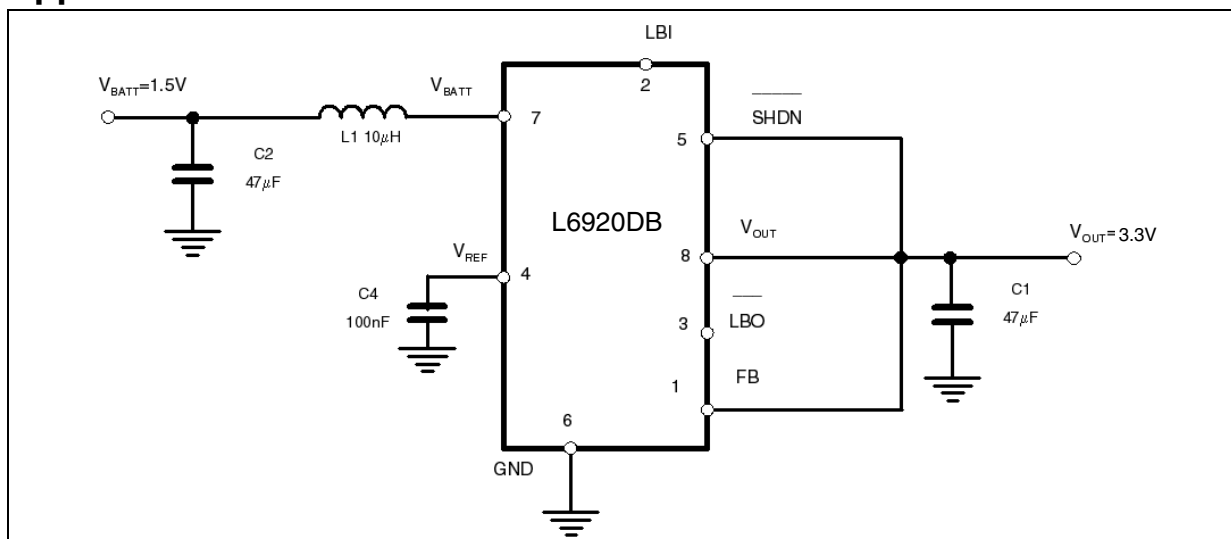 LBI
2
V_BATT=1.5V
V_BATT
7
L1 10µH
SHDN
5
C2
47µF
L6920DB
V_OUT
8
V_OUT=3.3V
V_REF
4
C4
100nF
3
LBO
C1
47µF
1
FB
6
GND